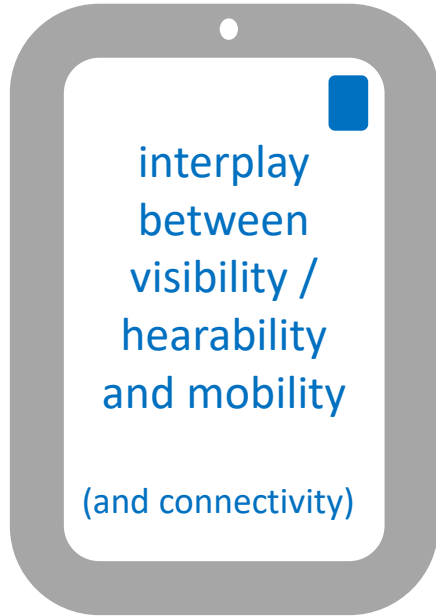 interplay
between
visibility /
hearability
and mobility
(and connectivity)